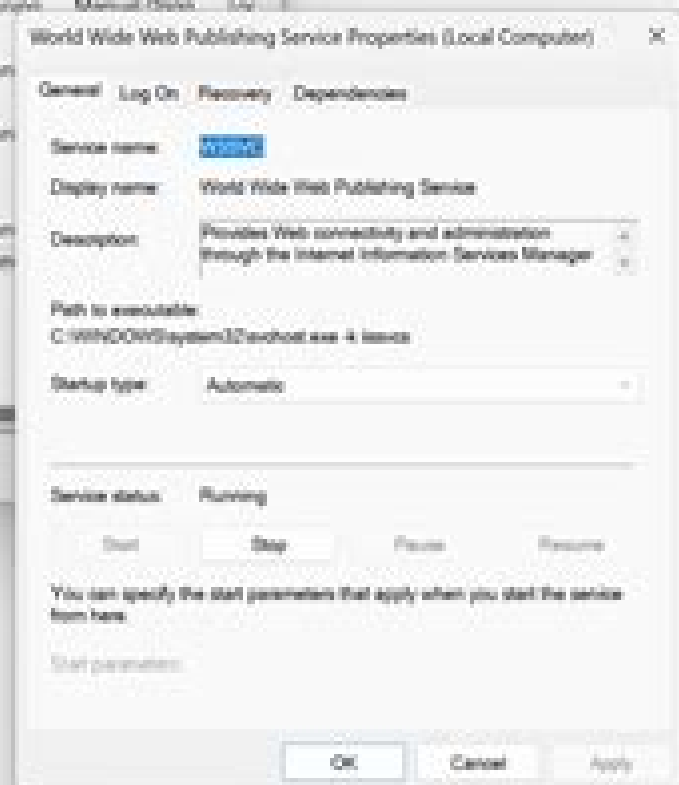 World Wide Web Publishing Service Properties (Local Computer)
General Log On Recovery Dependencies
Service name: W3SVC
Display name: World Wide Web Publishing Service
Description: Provides Web connectivity and administration
through the Internet Information Services Manager
Path to executable:
C:\WINDOWS\system32\svchost.exe -k iissvcs
Startup type: Automatic
Service status: Running
Start Stop Pause Resume
You can specify the start parameters that apply when you start the service
from here.
Start parameters:
OK Cancel Apply